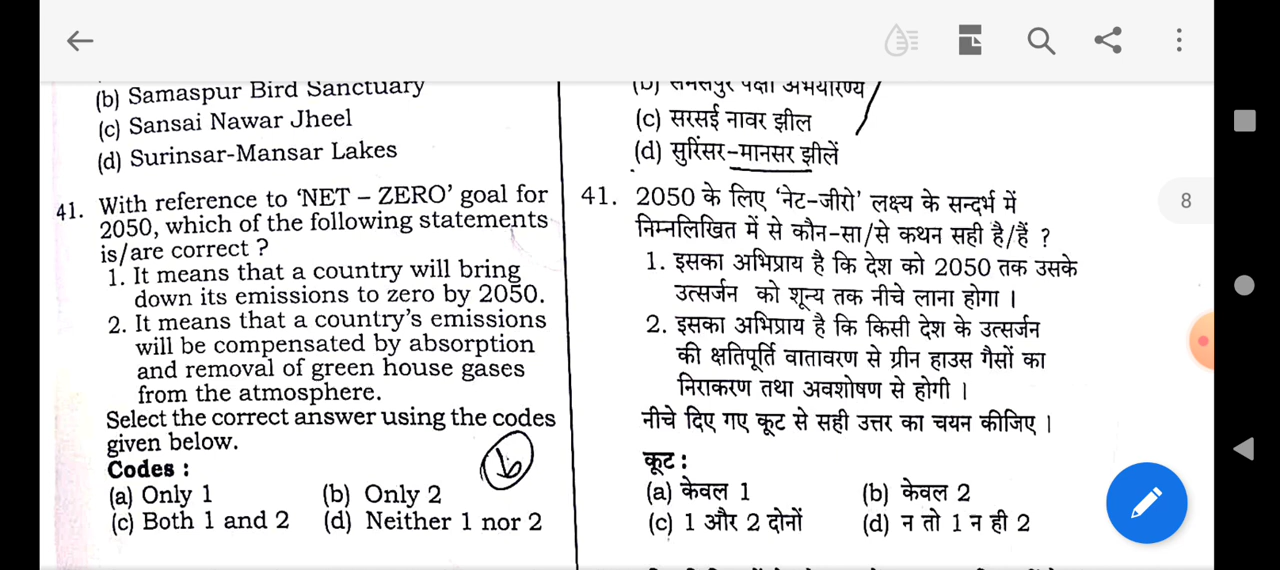 (b) Samaspur Bird Sanctuary
(c) Sansai Nawar Jheel
(d) Surinsar-Mansar Lakes
41. With reference to ‘NET – ZERO’ goal for
2050, which of the following statements
is/are correct ?
1. It means that a country will bring
down its emissions to zero by 2050.
2. It means that a country’s emissions
will be compensated by absorption
and removal of green house gases
from the atmosphere.
Select the correct answer using the codes
given below.
Codes :
(a) Only 1 (b) Only 2
(c) Both 1 and 2 (d) Neither 1 nor 2
b
(b) समसपुर पक्षी अभयारण्य
(c) सरसई नावर झील
(d) सुरिंसर-मानसर झीलें
41. 2050 के लिए ‘नेट-जीरो’ लक्ष्य के सन्दर्भ में
निम्नलिखित में से कौन-सा/से कथन सही है/हैं ?
1. इसका अभिप्राय है कि देश को 2050 तक उसके
उत्सर्जन को शून्य तक नीचे लाना होगा ।
2. इसका अभिप्राय है कि किसी देश के उत्सर्जन
की क्षतिपूर्ति वातावरण से ग्रीन हाउस गैसों का
निराकरण तथा अवशोषण से होगी ।
नीचे दिए गए कूट से सही उत्तर का चयन कीजिए ।
कूट :
(a) केवल 1 (b) केवल 2
(c) 1 और 2 दोनों (d) न तो 1 न ही 2
8